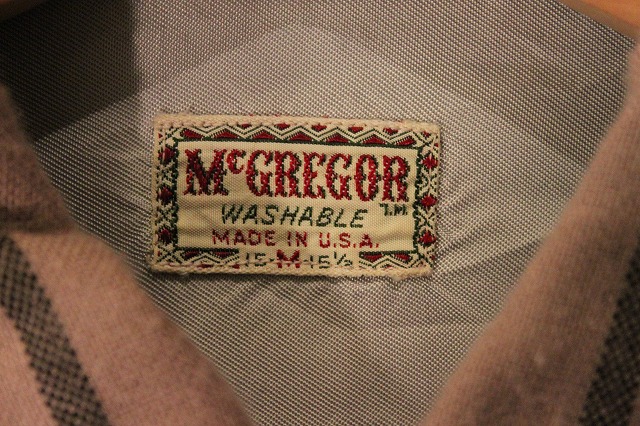 McGREGOR
WASHABLE T.M.
MADE IN U.S.A.
15-M-15½